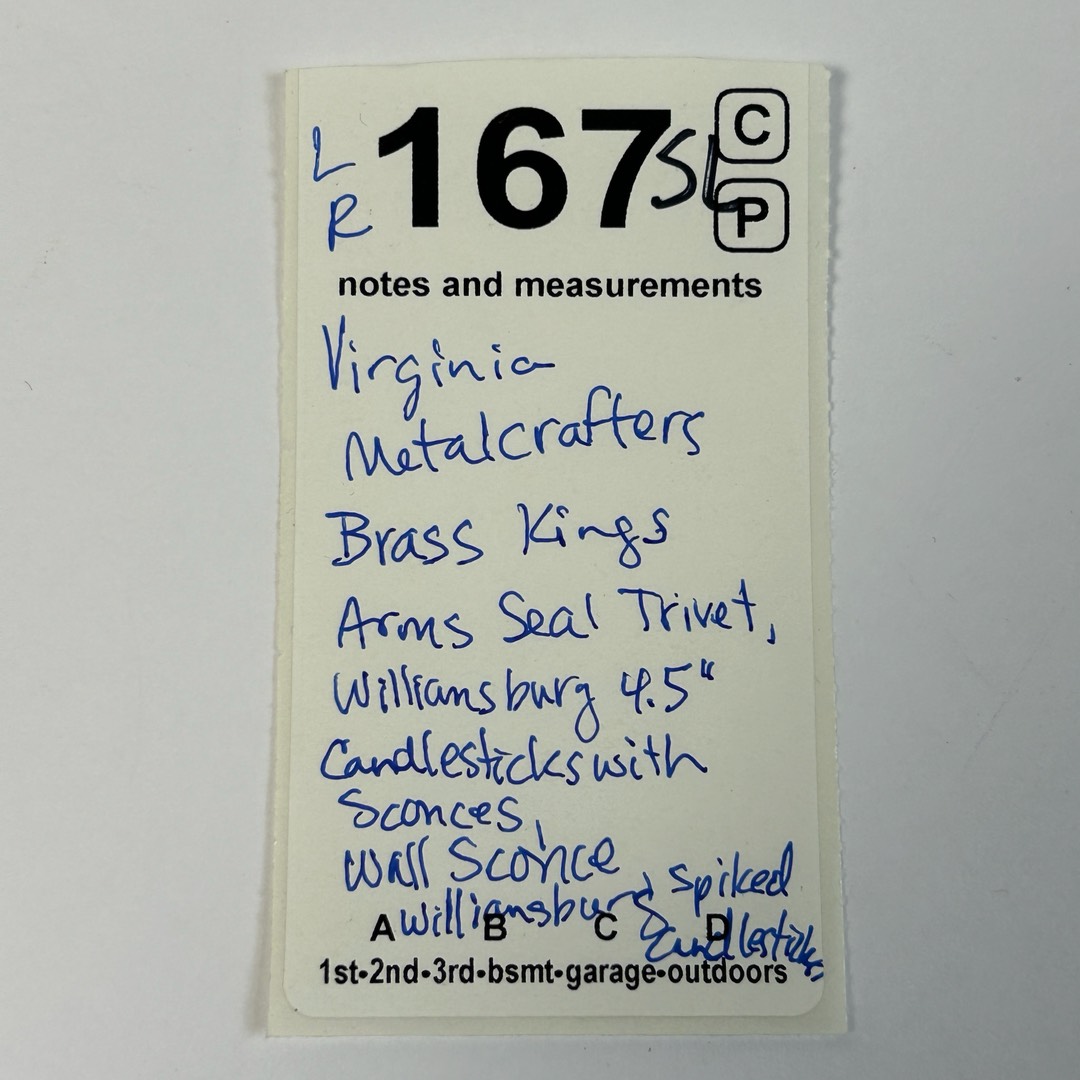 L
R
167
SL
C
P
notes and measurements
Virginia
Metalcrafters
Brass Kings
Arms Seal Trivet,
Williamsburg 4.5"
Candlesticks with
Sconces,
Wall Sconce
Williamsburg & Spiked
Candlesticks
A B C D
1st•2nd•3rd•bsmt•garage•outdoors